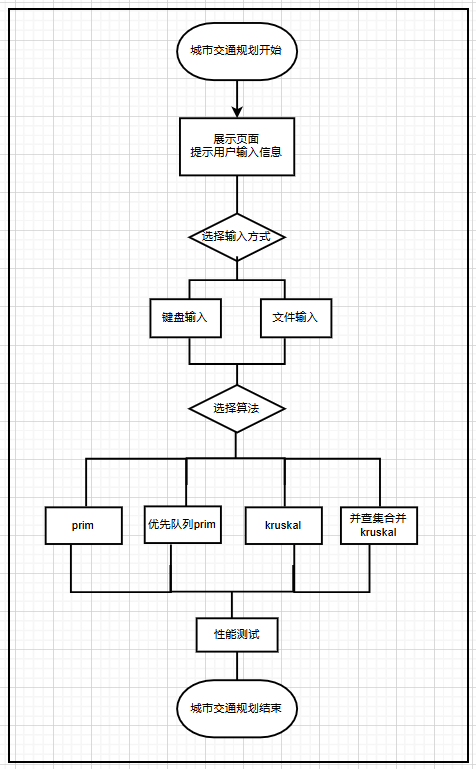 城市交通规划开始
展示页面
提示用户输入信息
选择输入方式
键盘输入
文件输入
选择算法
prim
优先队列prim
kruskal
并查集合并
kruskal
性能测试
城市交通规划结束